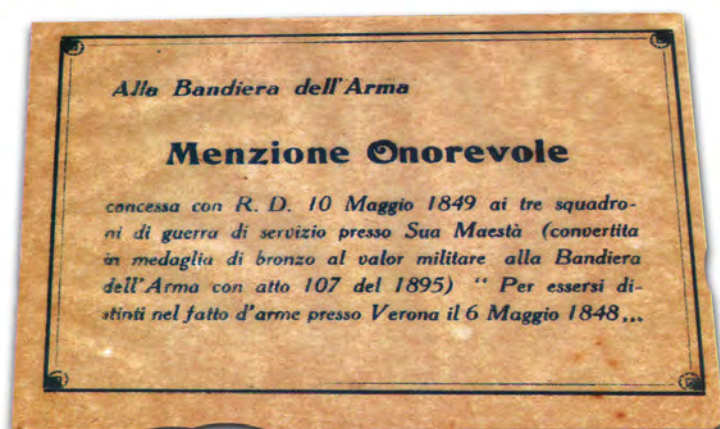 Alla Bandiera dell'Arma
Menzione Onorevole
concessa con R. D. 10 Maggio 1849 ai tre squadro-
ni di guerra di servizio presso Sua Maestà (convertita
in medaglia di bronzo al valor militare alla Bandiera
dell'Arma con atto 107 del 1895) “ Per essersi di-
stinti nel fatto d'arme presso Verona il 6 Maggio 1848 „.